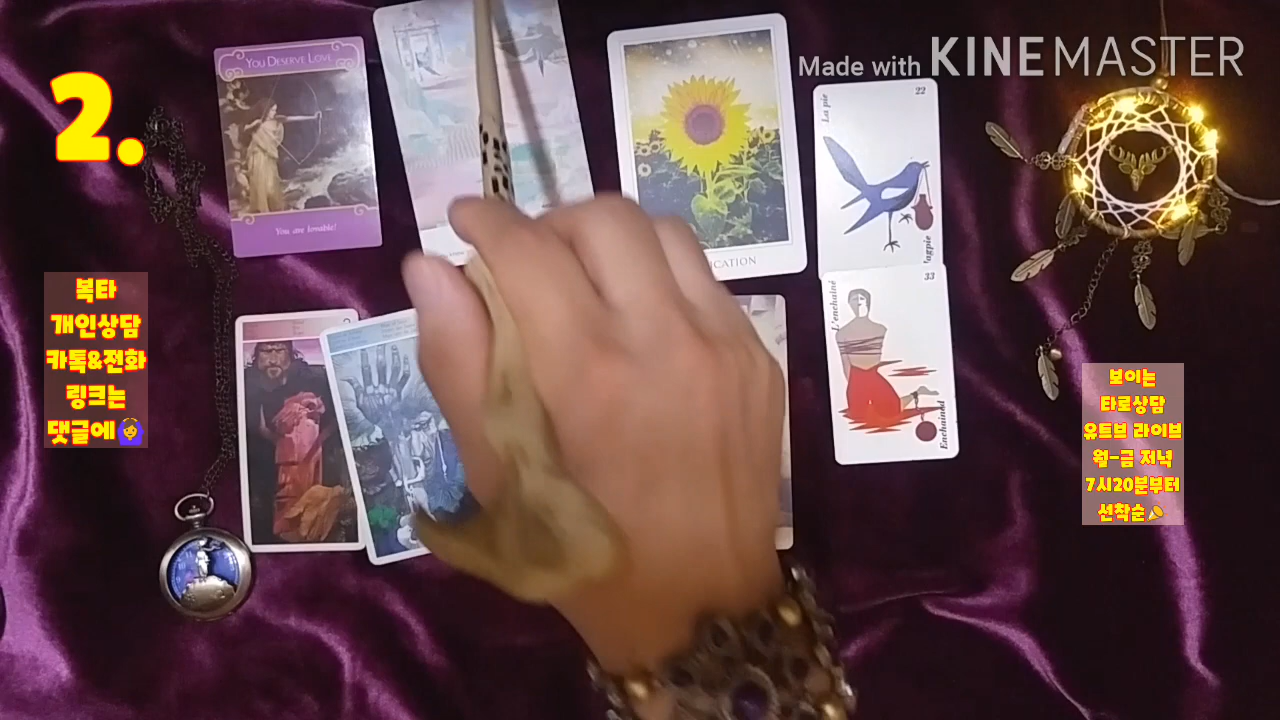 Made with KINEMASTER
2.
YOU DESERVE LOVE
You are lovable!
22
La pie
33
L'enchaîné
Enchained
복타
개인상담
카톡&전화
링크는
댓글에🙆‍♀️
보이는
타로상담
유트브 라이브
월-금 저녁
7시20분부터
선착순📣